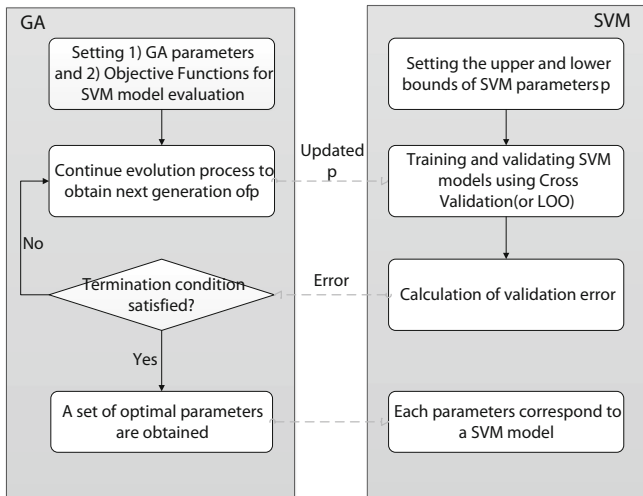 GA
Setting 1) GA parameters
and 2) Objective Functions for
SVM model evaluation
Continue evolution process to
obtain next generation ofp
No
Termination condition
satisfied?
Yes
A set of optimal parameters
are obtained
Updated
p
Error
SVM
Setting the upper and lower
bounds of SVM parametersp
Training and validating SVM
models using Cross
Validation(or LOO)
Calculation of validation error
Each parameters correspond to
a SVM model